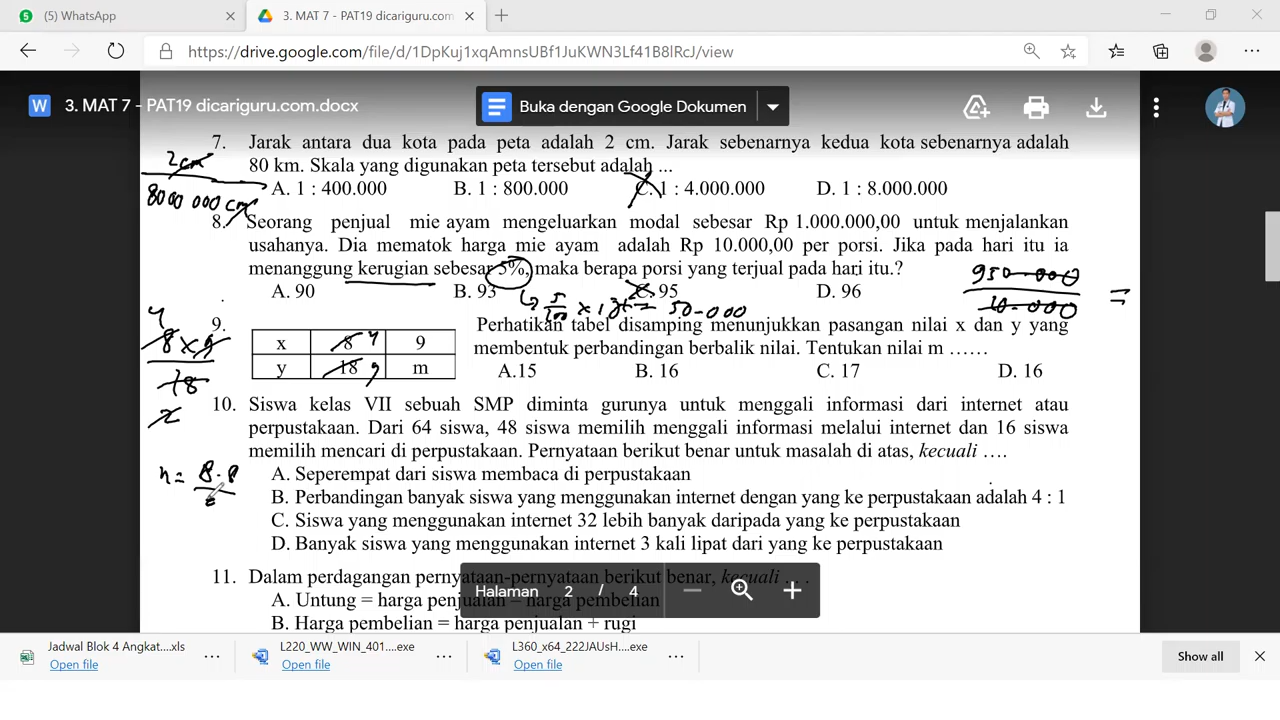 (5) WhatsApp
3. MAT 7 - PAT19 dicariguru.com
https://drive.google.com/file/d/1DpKuj1xqAmnsUBf1JuKWN3Lf41B8lRcJ/view
3. MAT 7 - PAT19 dicariguru.com.docx
Buka dengan Google Dokumen
7. Jarak antara dua kota pada peta adalah 2 cm. Jarak sebenarnya kedua kota sebenarnya adalah
80 km. Skala yang digunakan peta tersebut adalah ...
2 cm
8000 000 cm
A. 1 : 400.000 B. 1 : 800.000 C. 1 : 4.000.000 D. 1 : 8.000.000
8. Seorang penjual mie ayam mengeluarkan modal sebesar Rp 1.000.000,00 untuk menjalankan
usahanya. Dia mematok harga mie ayam adalah Rp 10.000,00 per porsi. Jika pada hari itu ia
menanggung kerugian sebesar 5%, maka berapa porsi yang terjual pada hari itu.?
950.000
10.000 =
A. 90 B. 93 C. 95 D. 96
5
100 x 1 jt = 50.000
9. Perhatikan tabel disamping menunjukkan pasangan nilai x dan y yang
membentuk perbandingan berbalik nilai. Tentukan nilai m ……
x 8 4 9
y 18 9 m
A.15 B. 16 C. 17 D. 16
4
8 x 9
18
2
10. Siswa kelas VII sebuah SMP diminta gurunya untuk menggali informasi dari internet atau
perpustakaan. Dari 64 siswa, 48 siswa memilih menggali informasi melalui internet dan 16 siswa
memilih mencari di perpustakaan. Pernyataan berikut benar untuk masalah di atas, kecuali ….
A. Seperempat dari siswa membaca di perpustakaan
B. Perbandingan banyak siswa yang menggunakan internet dengan yang ke perpustakaan adalah 4 : 1
C. Siswa yang menggunakan internet 32 lebih banyak daripada yang ke perpustakaan
D. Banyak siswa yang menggunakan internet 3 kali lipat dari yang ke perpustakaan
n = 8 . 8
11. Dalam perdagangan pernyataan-pernyataan berikut benar, kecuali ….
A. Untung = harga penjualan – harga pembelian
B. Harga pembelian = harga penjualan + rugi
Halaman 2 / 4
Jadwal Blok 4 Angkat....xls
Open file
L220_WW_WIN_401....exe
Open file
L360_x64_222JAUsH....exe
Open file
Show all